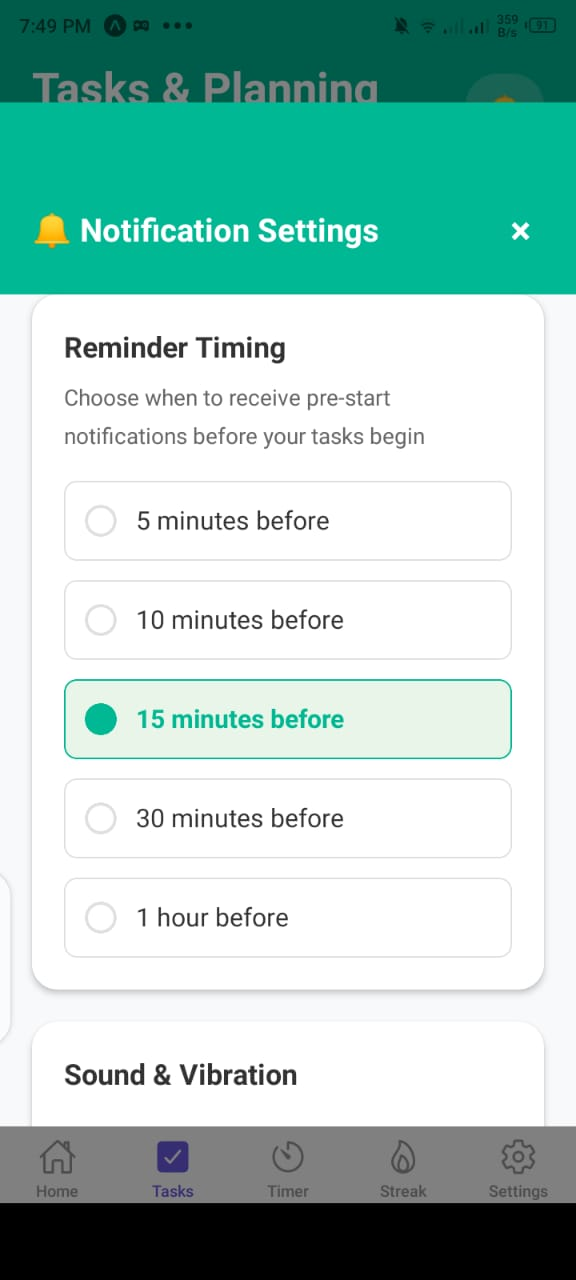 7:49 PM
359
B/s
91
Tasks & Planning
🔔 Notification Settings
×
Reminder Timing
Choose when to receive pre-start
notifications before your tasks begin
5 minutes before
10 minutes before
15 minutes before
30 minutes before
1 hour before
Sound & Vibration
Home
Tasks
Timer
Streak
Settings